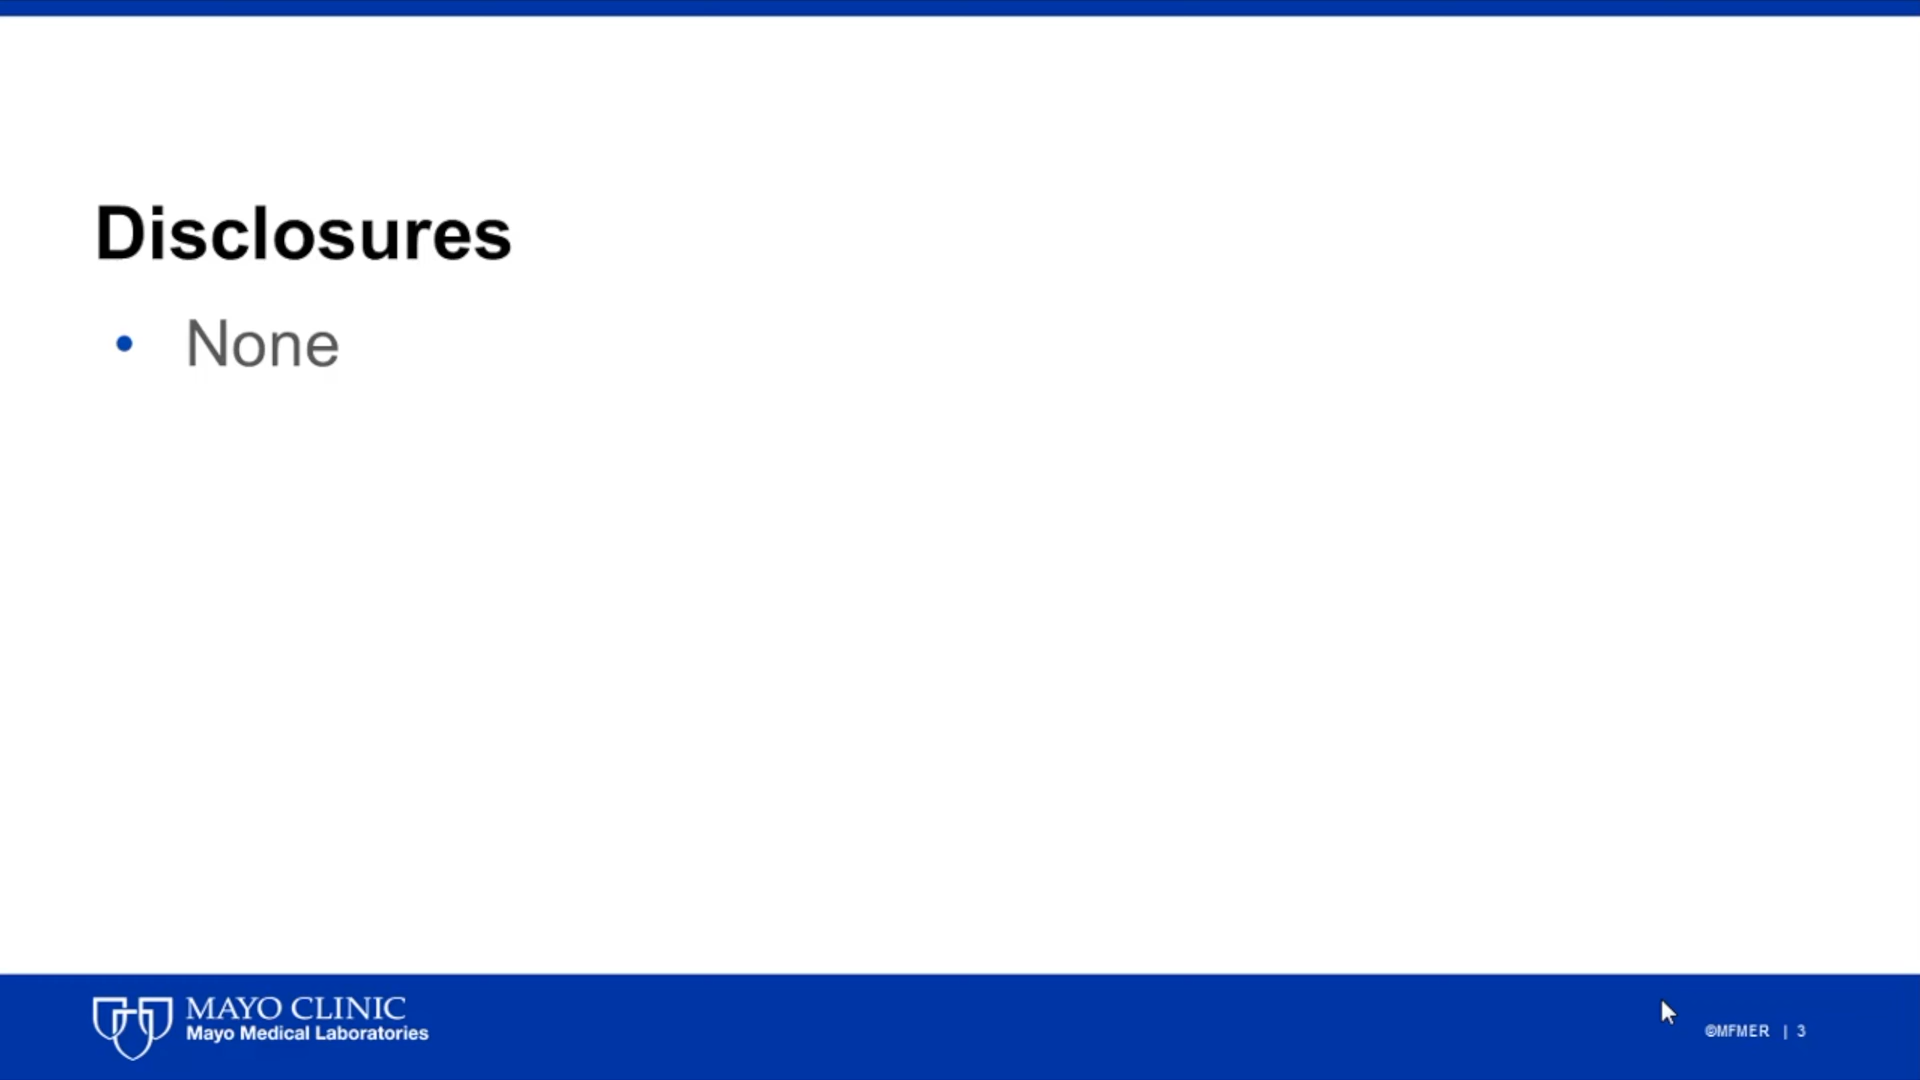 Disclosures
• None
MAYO CLINIC
Mayo Medical Laboratories
©MFMER | 3